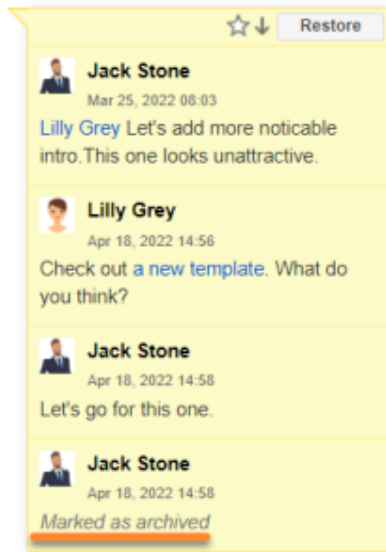 Restore
Jack Stone
Mar 25, 2022 08:03
Lilly Grey Let's add more noticable
intro.This one looks unattractive.
Lilly Grey
Apr 18, 2022 14:56
Check out a new template. What do
you think?
Jack Stone
Apr 18, 2022 14:58
Let's go for this one.
Jack Stone
Apr 18, 2022 14:58
Marked as archived